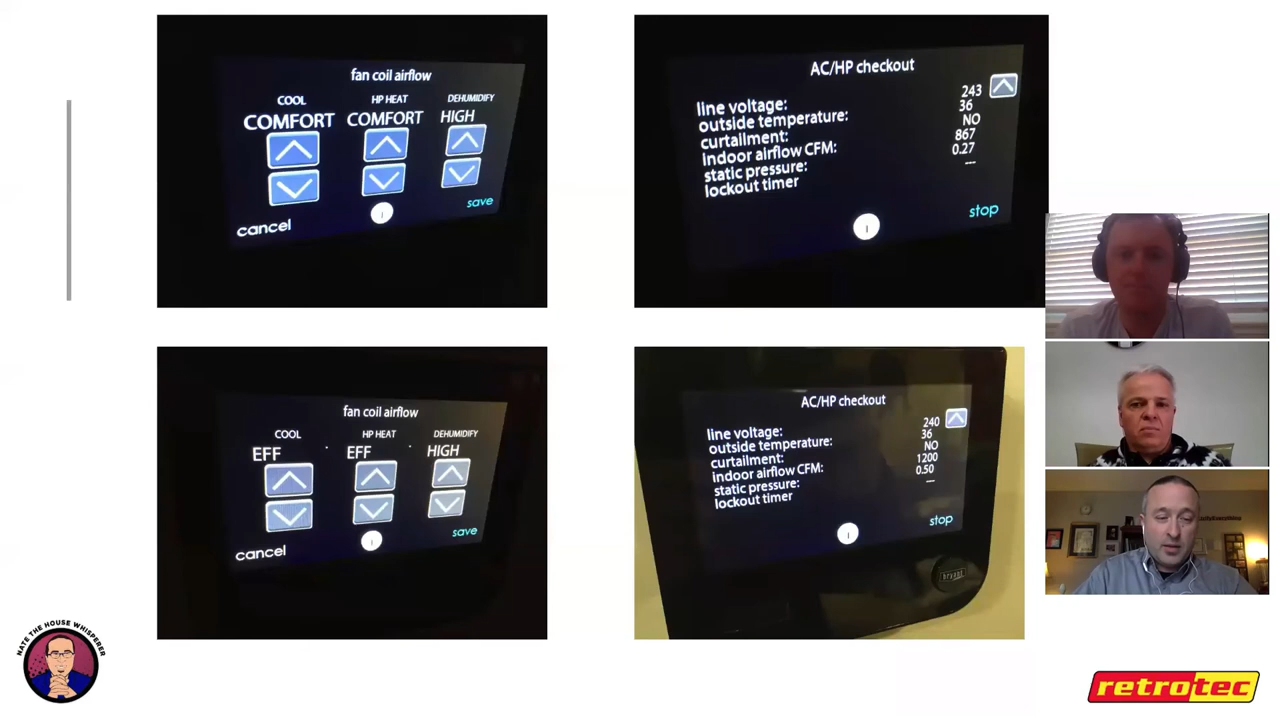 fan coil airflow
COOL HP HEAT DEHUMIDIFY
COMFORT COMFORT HIGH
cancel i save
AC/HP checkout
line voltage: 243
outside temperature: 36
curtailment: NO
indoor airflow CFM: 867
static pressure: 0.27
lockout timer ---
i stop
fan coil airflow
COOL HP HEAT DEHUMIDIFY
EFF EFF HIGH
cancel i save
AC/HP checkout
line voltage: 240
outside temperature: 36
curtailment: NO
indoor airflow CFM: 1200
static pressure: 0.50
lockout timer ---
i stop
bryant
NATE THE HOUSE WHISPERER
retrotec